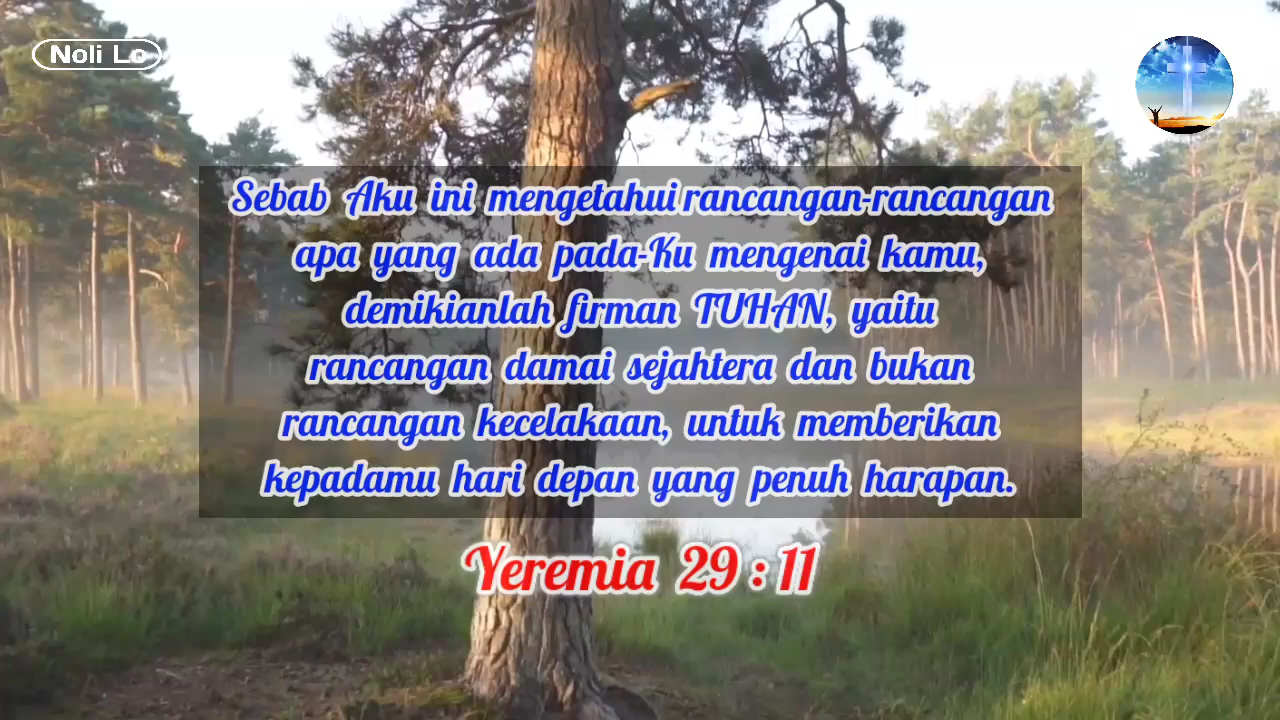 Noli Lo
Sebab Aku ini mengetahui rancangan-rancangan
apa yang ada pada-Ku mengenai kamu,
demikianlah firman TUHAN, yaitu
rancangan damai sejahtera dan bukan
rancangan kecelakaan, untuk memberikan
kepadamu hari depan yang penuh harapan.
Yeremia 29 : 11